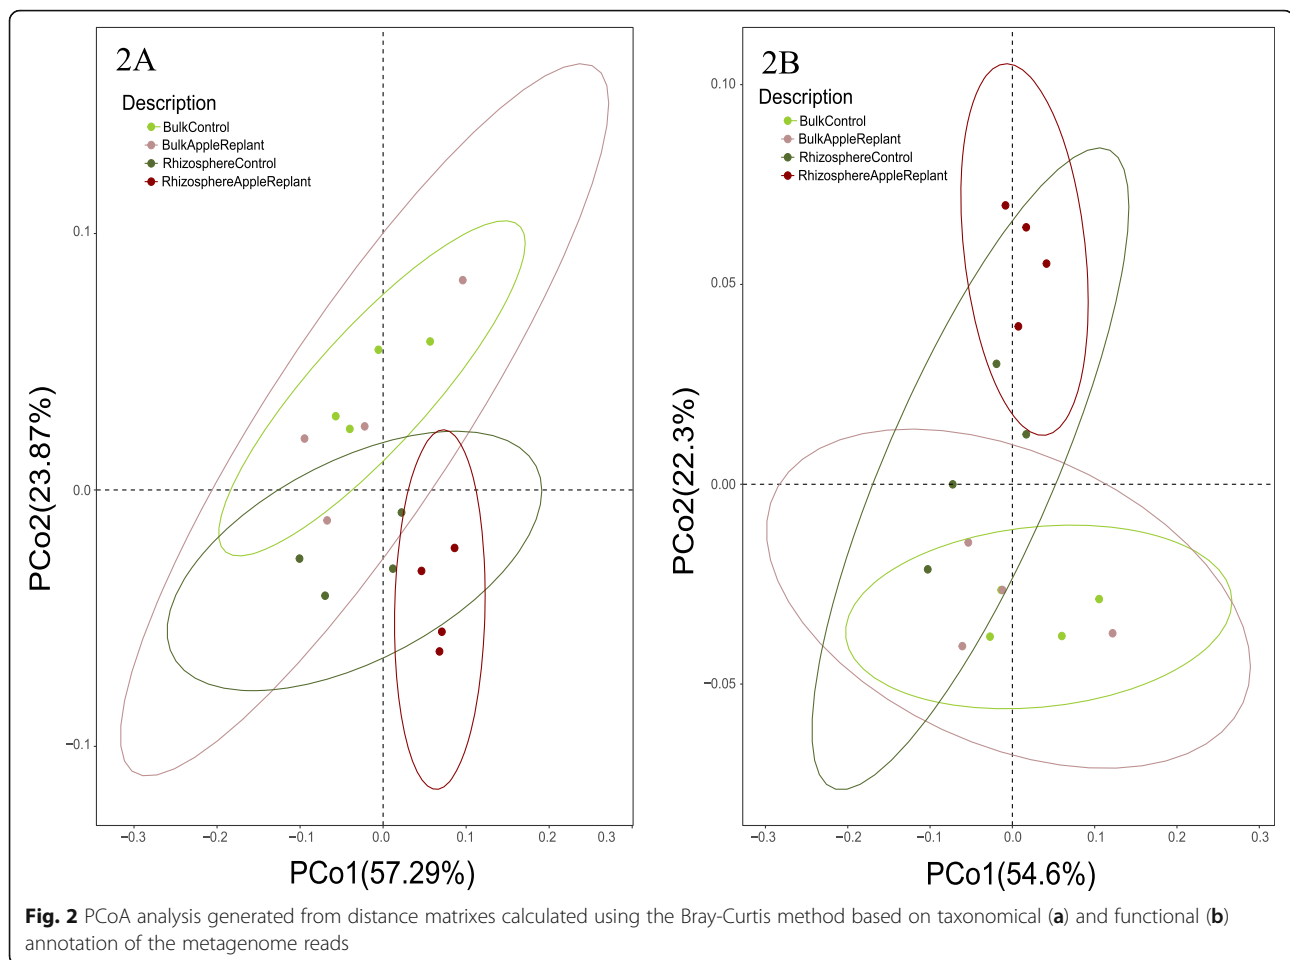 2A
Description
BulkControl
BulkAppleReplant
RhizosphereControl
RhizosphereAppleReplant
0.1
0.0
−0.1
PCo2(23.87%)
−0.3
−0.2
−0.1
0.0
0.1
0.2
0.3
PCo1(57.29%)
2B
Description
BulkControl
BulkAppleReplant
RhizosphereControl
RhizosphereAppleReplant
0.10
0.05
0.00
−0.05
PCo2(22.3%)
−0.3
−0.2
−0.1
0.0
0.1
0.2
0.3
PCo1(54.6%)
Fig. 2 PCoA analysis generated from distance matrixes calculated using the Bray-Curtis method based on taxonomical (a) and functional (b)
annotation of the metagenome reads